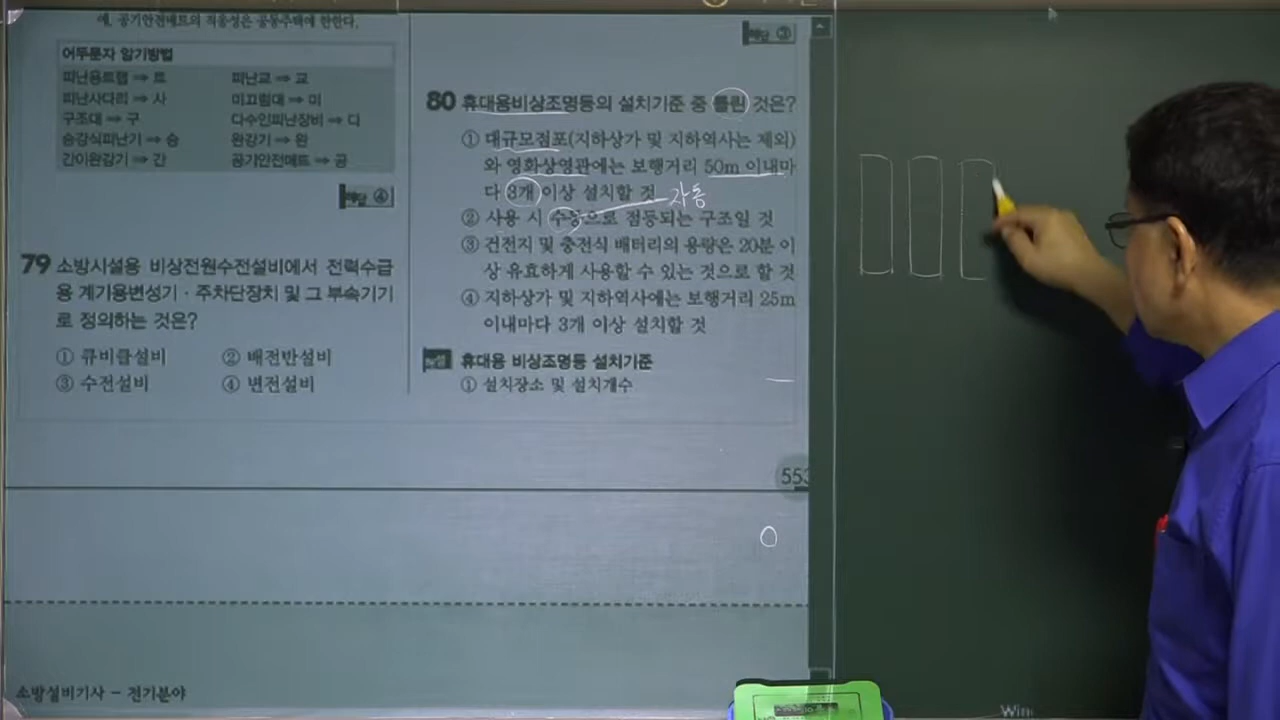 예, 공기안전매트의 적응성은 공동주택에 한한다.
어두문자 암기방법
피난용트랩 ⇒ 트 피난교 ⇒ 교
피난사다리 ⇒ 사 미끄럼대 ⇒ 미
구조대 ⇒ 구 다수인피난장비 ⇒ 다
승강식피난기 ⇒ 승 완강기 ⇒ 완
간이완강기 ⇒ 간 공기안전매트 ⇒ 공
해답 ④
79 소방시설용 비상전원수전설비에서 전력수급
용 계기용변성기 · 주차단장치 및 그 부속기기
로 정의하는 것은?
① 큐비클설비 ② 배전반설비
③ 수전설비 ④ 변전설비
해답 ③
80 휴대용비상조명등의 설치기준 중 틀린 것은?
① 대규모점포(지하상가 및 지하역사는 제외)
와 영화상영관에는 보행거리 50m 이내마
다 3개 이상 설치할 것
자동
② 사용 시 수동으로 점등되는 구조일 것
③ 건전지 및 충전식 배터리의 용량은 20분 이
상 유효하게 사용할 수 있는 것으로 할 것
④ 지하상가 및 지하역사에는 보행거리 25m
이내마다 3개 이상 설치할 것
해설 휴대용 비상조명등 설치기준
① 설치장소 및 설치개수
553
소방설비기사 - 전기분야